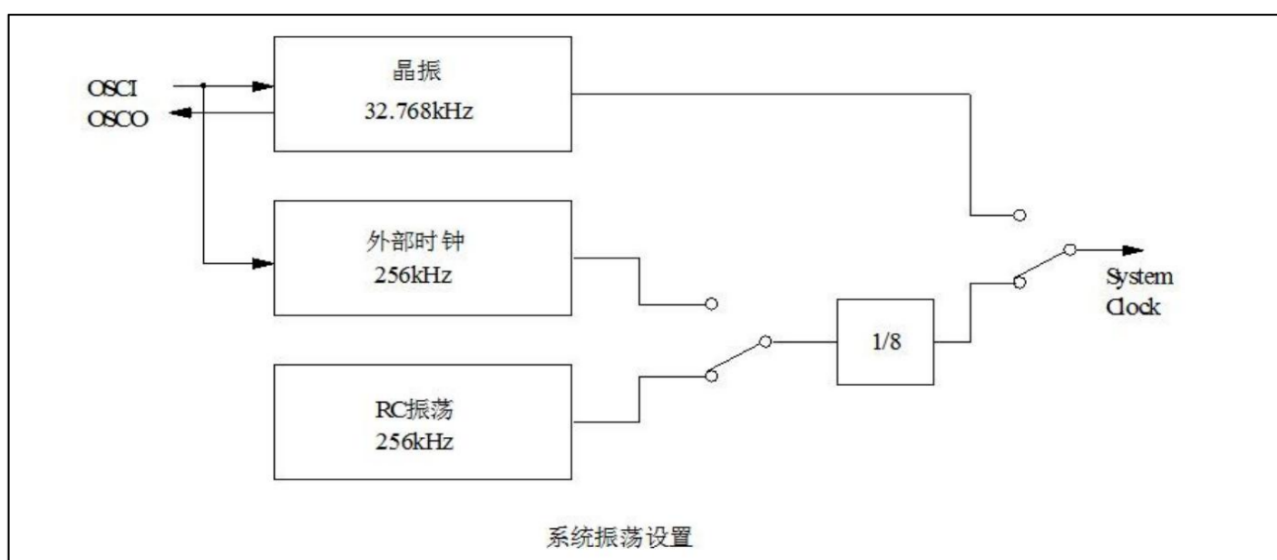 OSCI
OSCO
晶振
32.768kHz
外部时钟
256kHz
RC振荡
256kHz
1/8
System
Clock
系统振荡设置